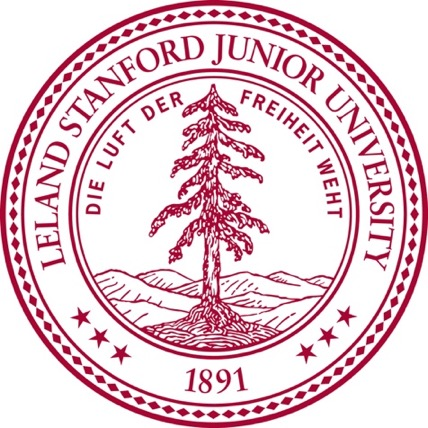 LELAND STANFORD JUNIOR UNIVERSITY
DIE LUFT DER FREIHEIT WEHT
1891